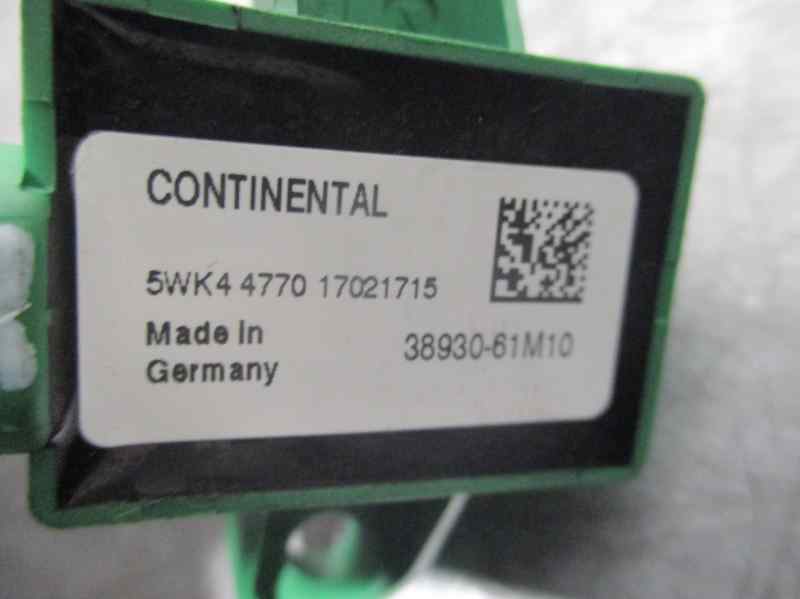 CONTINENTAL
5WK4 4770 17021715
Made in
Germany
38930-61M10